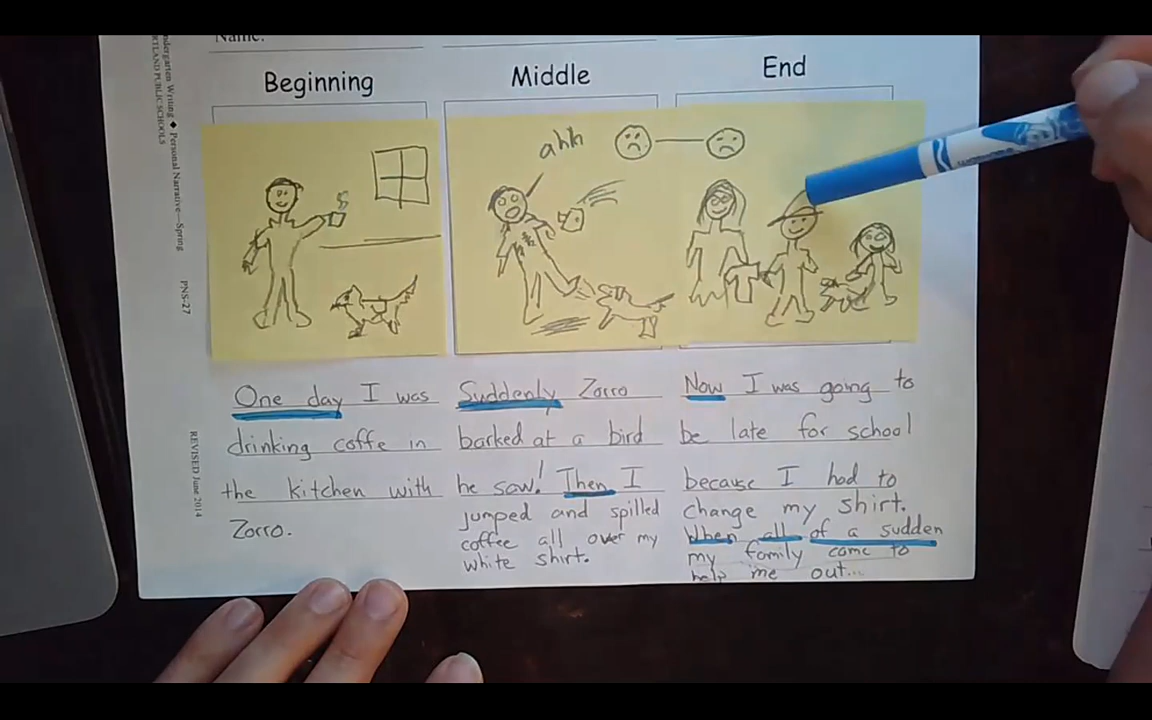 Name:
Beginning
Middle
End
ahh
One day I was
drinking coffe in
the kitchen with
Zorro.
Suddenly Zorro
barked at a bird
he saw! Then I
jumped and spilled
coffee all over my
white shirt.
Now I was going to
be late for school
because I had to
change my shirt.
When all of a sudden
my family came to
help me out...
ndergarten Writing ◆ Personal Narrative—Spring
RTLAND PUBLIC SCHOOLS
PNS-27
REVISED June 2014